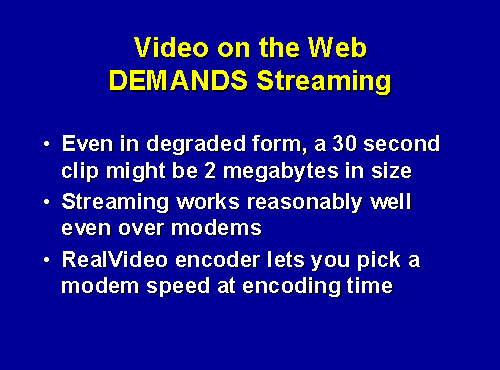 Video on the Web
DEMANDS Streaming
• Even in degraded form, a 30 second
clip might be 2 megabytes in size
• Streaming works reasonably well
even over modems
• RealVideo encoder lets you pick a
modem speed at encoding time